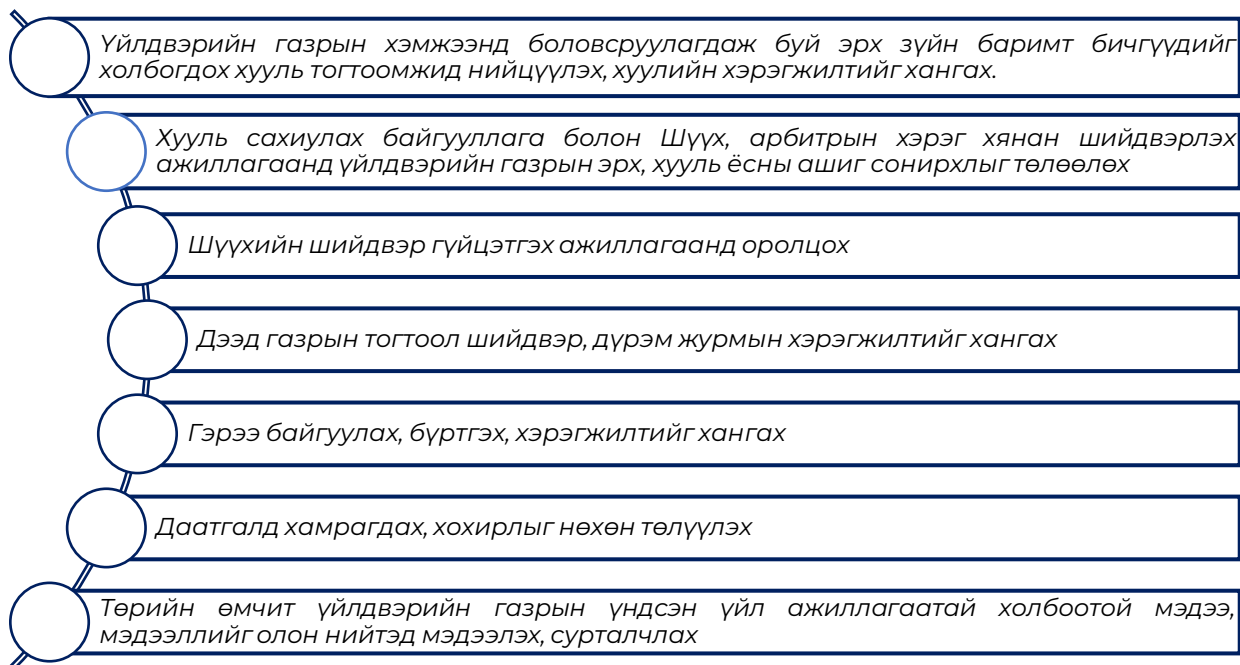 Үйлдвэрийн газрын хэмжээнд боловсруулагдаж буй эрх зүйн баримт бичгүүдийг
холбогдох хууль тогтоомжид нийцүүлэх, хуулийн хэрэгжилтийг хангах.
Хууль сахиулах байгууллага болон Шүүх, арбитрын хэрэг хянан шийдвэрлэх
ажиллагаанд үйлдвэрийн газрын эрх, хууль ёсны ашиг сонирхлыг төлөөлөх
Шүүхийн шийдвэр гүйцэтгэх ажиллагаанд оролцох
Дээд газрын тогтоол шийдвэр, дүрэм журмын хэрэгжилтийг хангах
Гэрээ байгуулах, бүртгэх, хэрэгжилтийг хангах
Даатгалд хамрагдах, хохирлыг нөхөн төлүүлэх
Төрийн өмчит үйлдвэрийн газрын үндсэн үйл ажиллагаатай холбоотой мэдээ,
мэдээллийг олон нийтэд мэдээлэх, сурталчлах